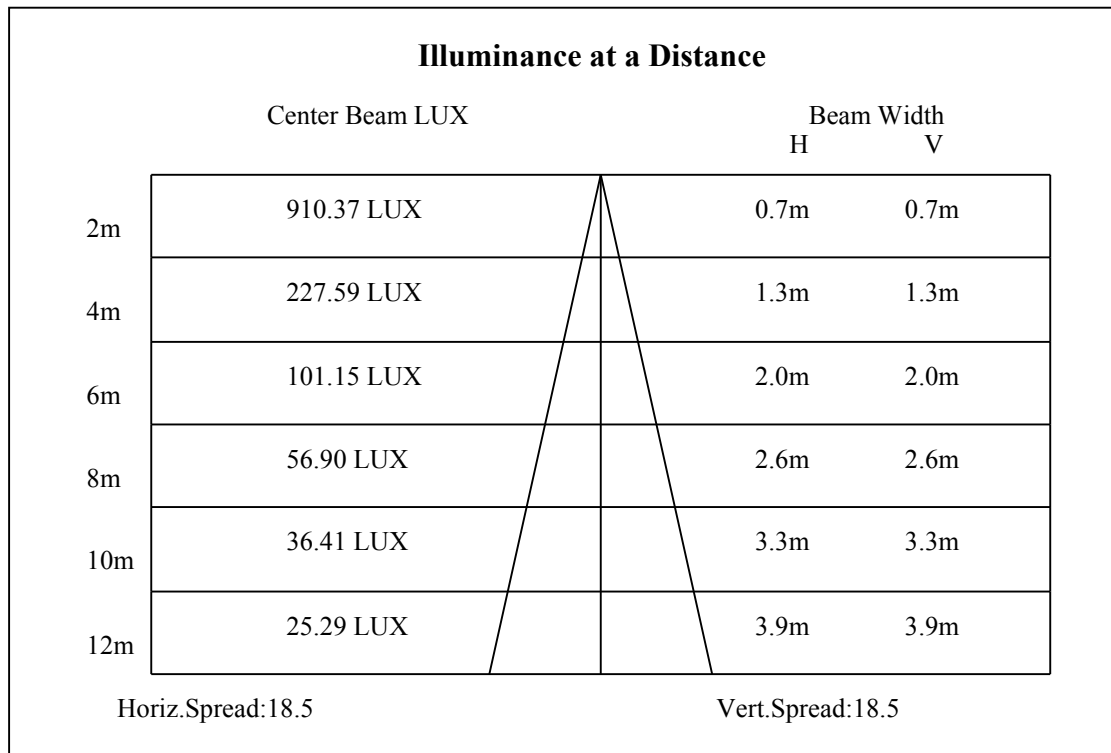 Illuminance at a Distance
Center Beam LUX Beam Width
H V
910.37 LUX 0.7m 0.7m
2m
227.59 LUX 1.3m 1.3m
4m
101.15 LUX 2.0m 2.0m
6m
56.90 LUX 2.6m 2.6m
8m
36.41 LUX 3.3m 3.3m
10m
25.29 LUX 3.9m 3.9m
12m
Horiz.Spread:18.5 Vert.Spread:18.5